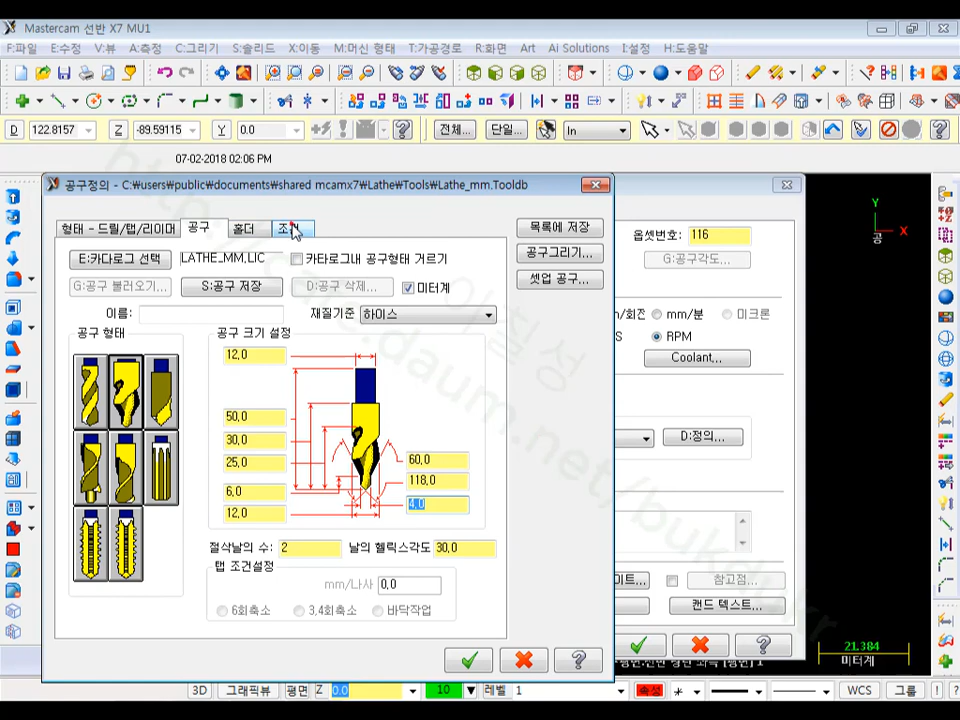 Mastercam 선반 X7 MU1
F:파일 E:수정 V:뷰 A:측정 C:그리기 S:솔리드 X:이동 M:머신 형태 T:가공경로 R:화면 Art Ai Solutions I:설정 H:도움말
D 122.8157 Z -89.59115 Y 0.0 전체... 단일... In
07-02-2018 02:06 PM
공구정의 - C:\users\public\documents\shared mcamx7\Lathe\Tools\Lathe_mm.Tooldb
형태 - 드릴/탭/리이머 공구 홀더
목록에 저장
공구그리기...
셋업 공구...
E:카다로그 선택 LATHE_MM.LIC 카타로그내 공구형태 거르기
G:공구 불러오기... S:공구 저장 D:공구 삭제... 미터계
이름: 재질기준 하이스
공구 형태 공구 크기 설정
12.0
50.0
30.0
25.0
6.0
12.0
60.0
118.0
4.0
절삭날의 수: 2 날의 헬릭스각도 30.0
탭 조건설정
mm/나사 0.0
6회축소 3,4회축소 바닥작업
옵셋번호: 116
G:공구각도...
mm/분 미크론
RPM
Coolant...
D:정의...
참고점...
캔드 텍스트...
Y
X
공
21.384
미터계
3D 그래픽뷰 평면 Z 0.0 10 레벨 1 속성 WCS 그룹 ! ?